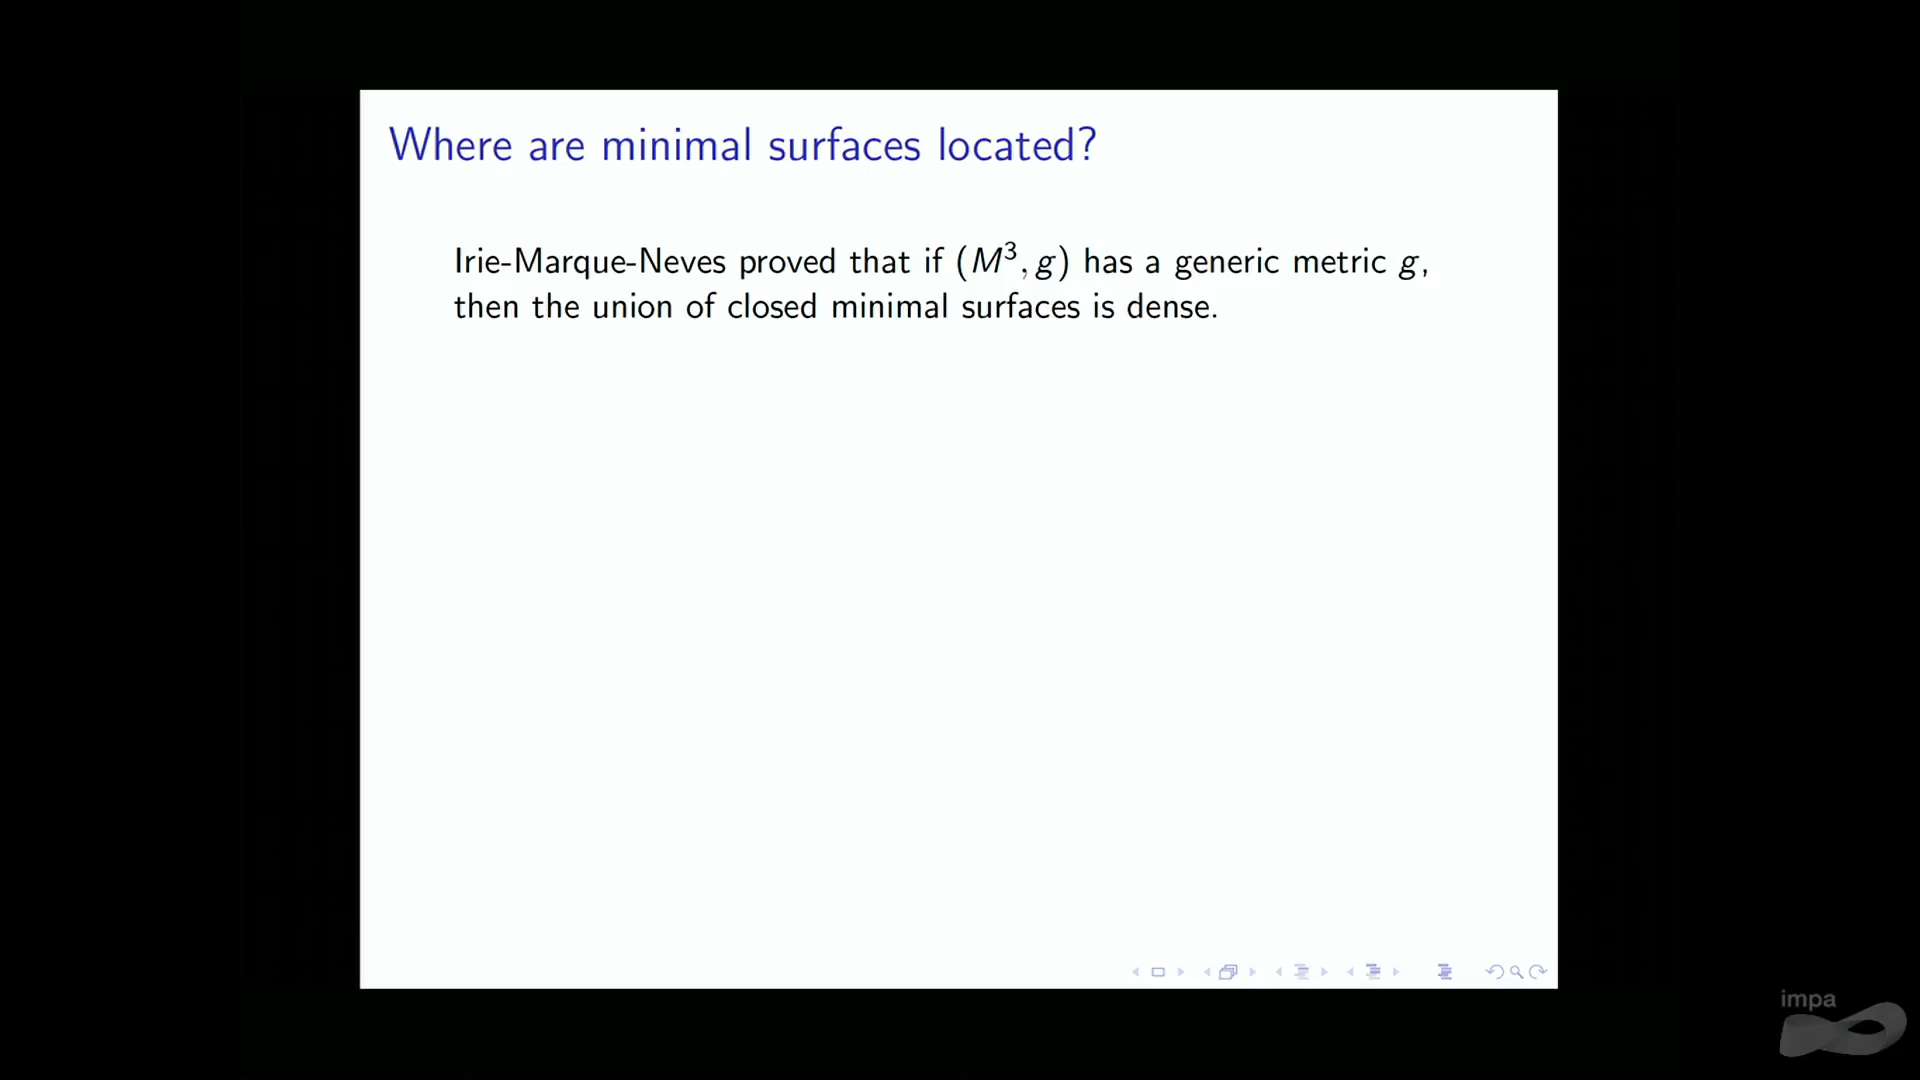 Where are minimal surfaces located?
Irie-Marque-Neves proved that if (M³, g) has a generic metric g,
then the union of closed minimal surfaces is dense.
impa